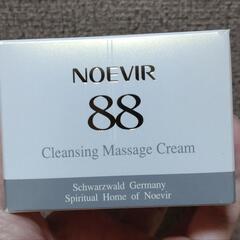 NOEVIR
88
Cleansing Massage Cream
Schwarzwald Germany
Spiritual Home of Noevir